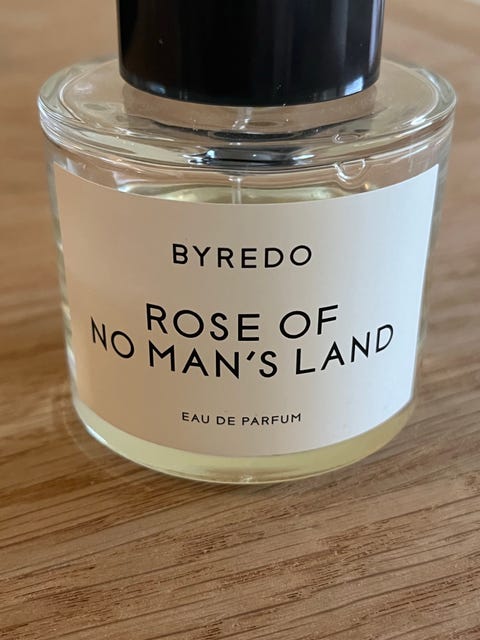 BYREDO
ROSE OF
NO MAN'S LAND
EAU DE PARFUM